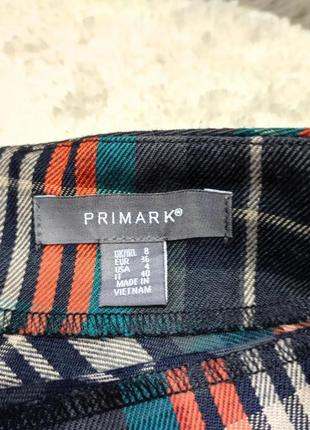 PRIMARK®
UK/IRL 8
EUR 36
USA 4
IT 40
MADE IN
VIETNAM